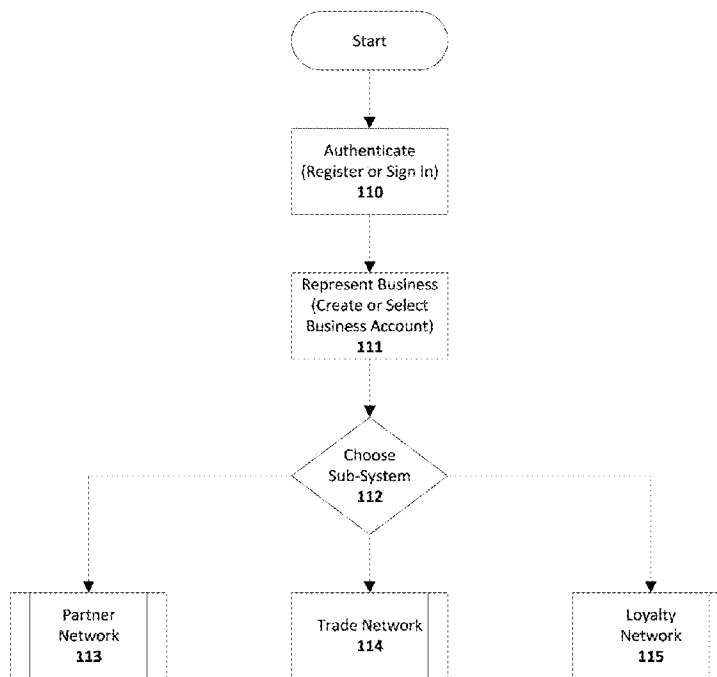 Start
Authenticate
(Register or Sign In)
110
Represent Business
(Create or Select
Business Account)
111
Choose
Sub-System
112
Partner
Network
113
Trade Network
114
Loyalty
Network
115